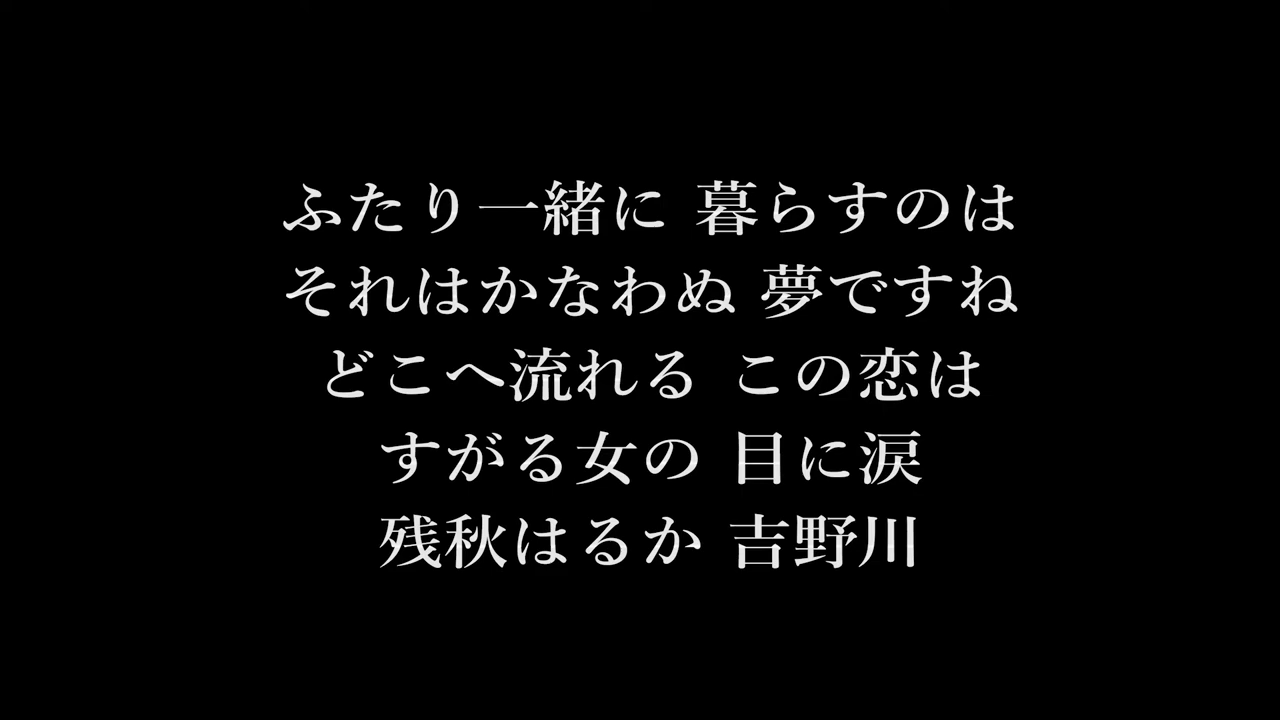 ふたり一緒に 暮らすのは
それはかなわぬ 夢ですね
どこへ流れる この恋は
すがる女の 目に涙
残秋はるか 吉野川